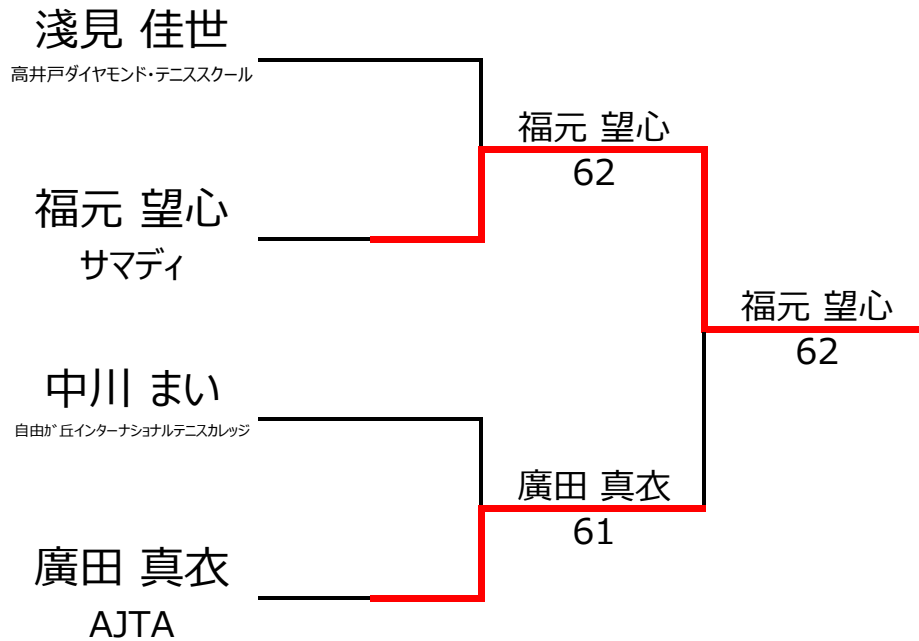 淺見 佳世
高井戸ダイヤモンド・テニススクール
福元 望心
62
福元 望心
サマディ
福元 望心
62
中川 まい
自由が丘インターナショナルテニスカレッジ
廣田 真衣
61
廣田 真衣
AJTA